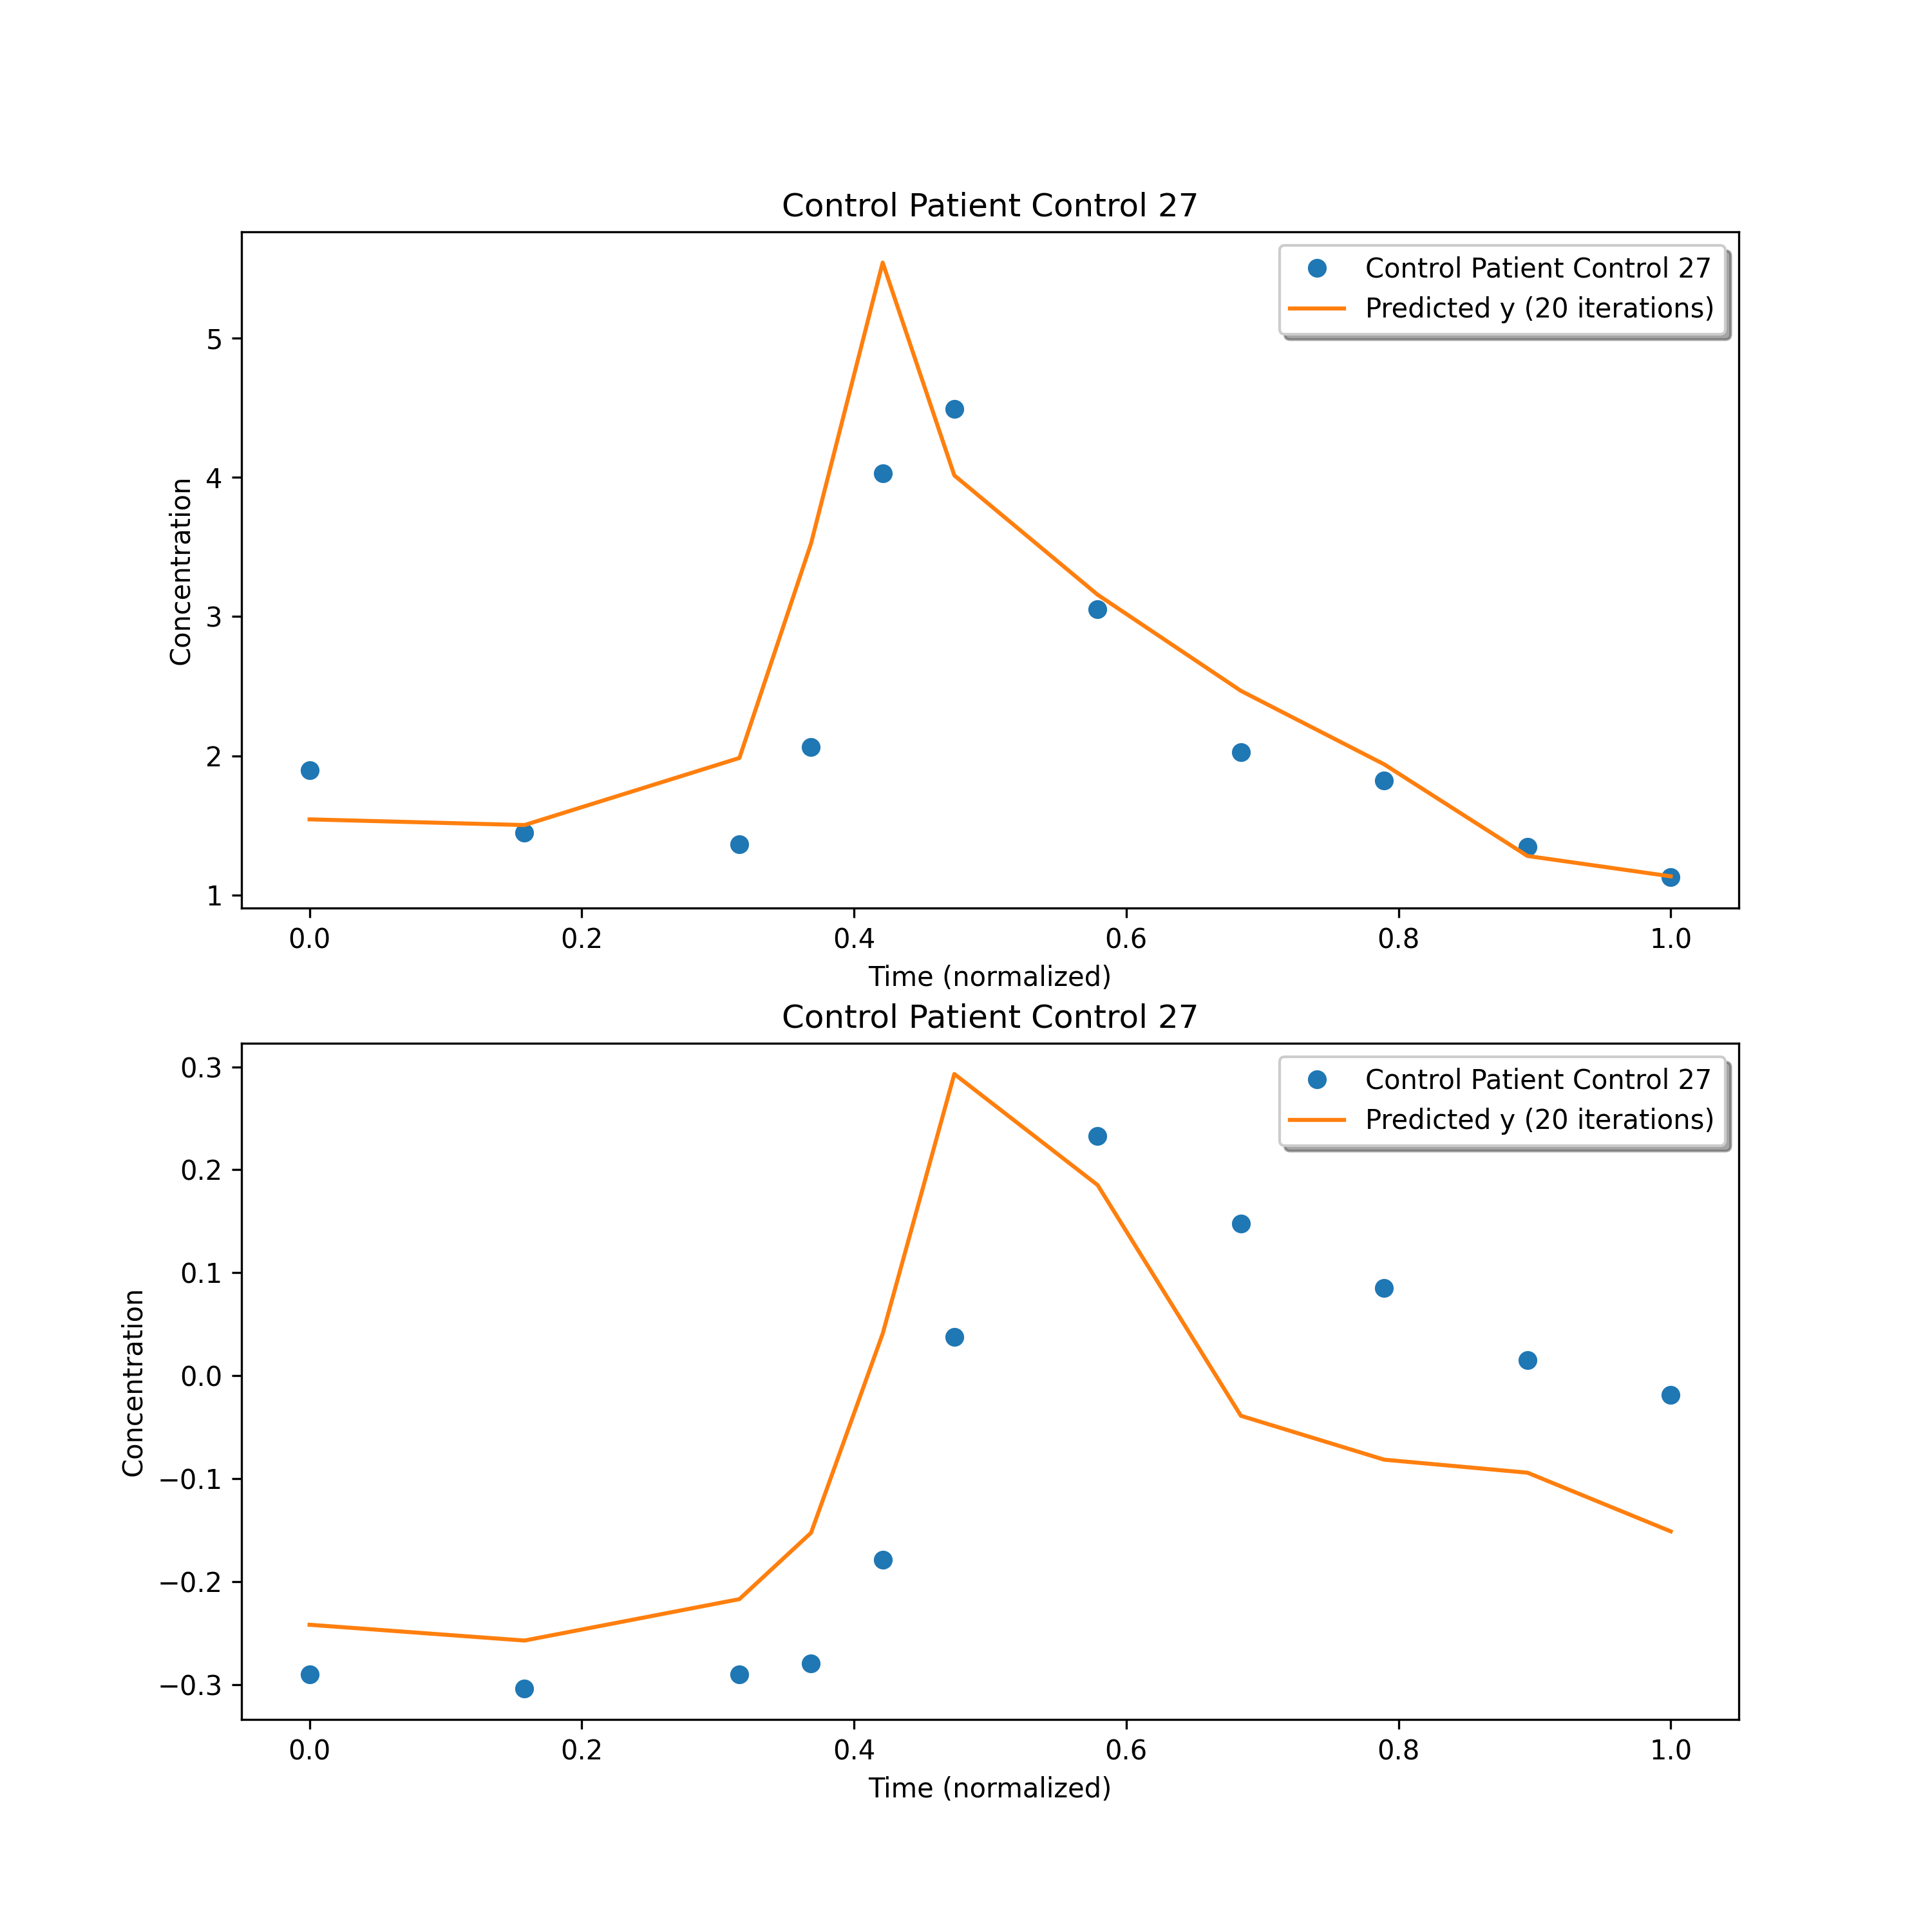 Control Patient Control 27
Control Patient Control 27
Predicted y (20 iterations)
5
4
3
2
1
Concentration
0.0 0.2 0.4 0.6 0.8 1.0
Time (normalized)
Control Patient Control 27
Control Patient Control 27
Predicted y (20 iterations)
0.3
0.2
0.1
0.0
−0.1
−0.2
−0.3
Concentration
0.0 0.2 0.4 0.6 0.8 1.0
Time (normalized)